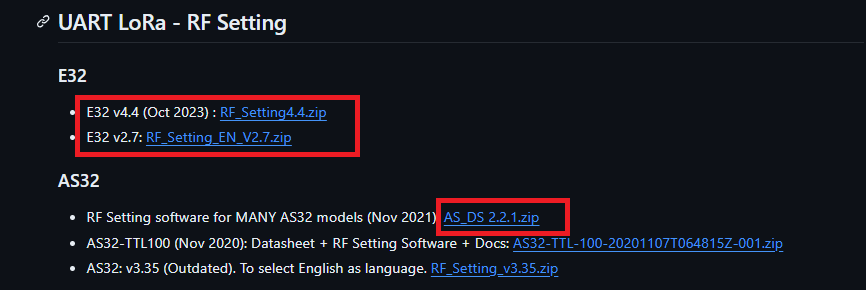 UART LoRa - RF Setting
E32
E32 v4.4 (Oct 2023) : RF_Setting4.4.zip
E32 v2.7: RF_Setting_EN_V2.7.zip
AS32
RF Setting software for MANY AS32 models (Nov 2021) AS_DS 2.2.1.zip
AS32-TTL100 (Nov 2020): Datasheet + RF Setting Software + Docs: AS32-TTL-100-20201107T064815Z-001.zip
AS32: v3.35 (Outdated). To select English as language. RF_Setting_v3.35.zip